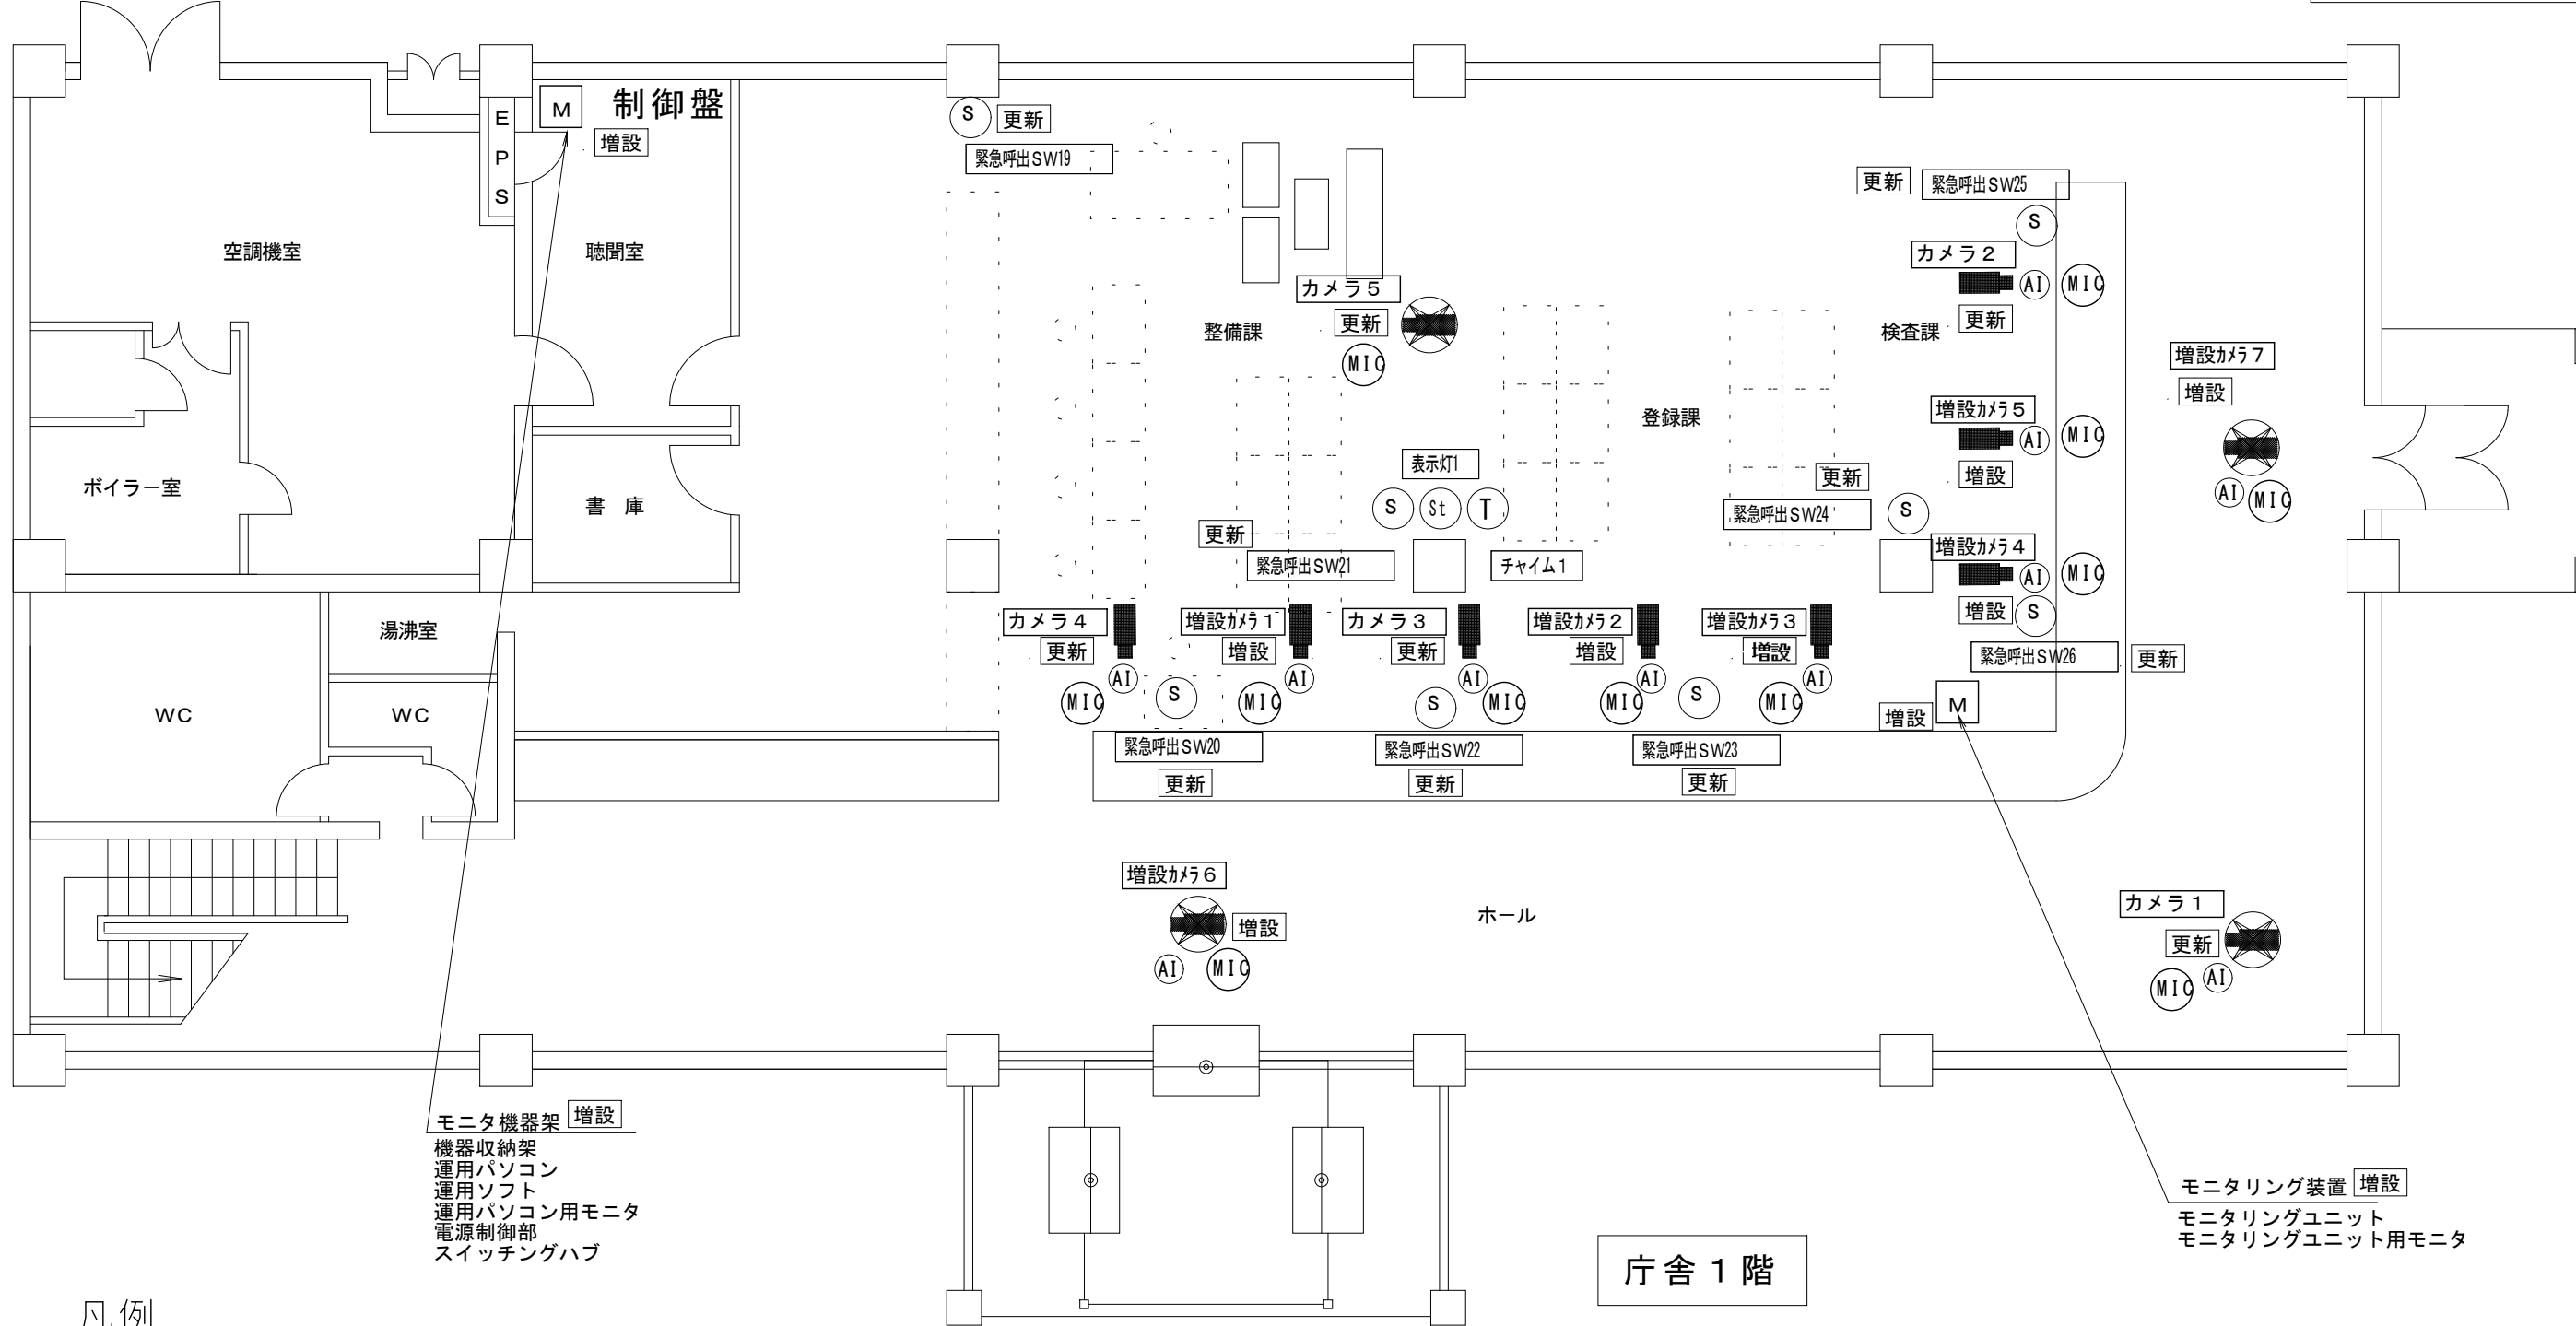 M
制御盤
増設
E
P
S
S
更新
緊急呼出SW19
更新
緊急呼出SW25
S
カメラ２
AI
MIC
更新
空調機室
聴聞室
カメラ５
更新
MIC
整備課
検査課
増設ｶﾒﾗ７
増設
AI
MIC
増設ｶﾒﾗ５
AI
MIC
増設
登録課
ボイラー室
書　庫
表示灯1
S
St
T
更新
緊急呼出SW24
S
更新
緊急呼出SW21
チャイム１
増設ｶﾒﾗ４
AI
MIC
増設
S
緊急呼出SW26
更新
湯沸室
カメラ４
更新
AI
MIC
S
増設ｶﾒﾗ１
増設
AI
MIC
カメラ３
更新
AI
S
MIC
増設ｶﾒﾗ２
増設
AI
MIC
S
増設ｶﾒﾗ３
増設
AI
MIC
増設
M
WC
WC
緊急呼出SW20
更新
緊急呼出SW22
更新
緊急呼出SW23
更新
増設ｶﾒﾗ６
増設
AI
MIC
ホール
カメラ１
更新
MIC
AI
モニタ機器架
増設
機器収納架
運用パソコン
運用ソフト
運用パソコン用モニタ
電源制御部
スイッチングハブ
モニタリング装置
増設
モニタリングユニット
モニタリングユニット用モニタ
庁舎１階
凡例